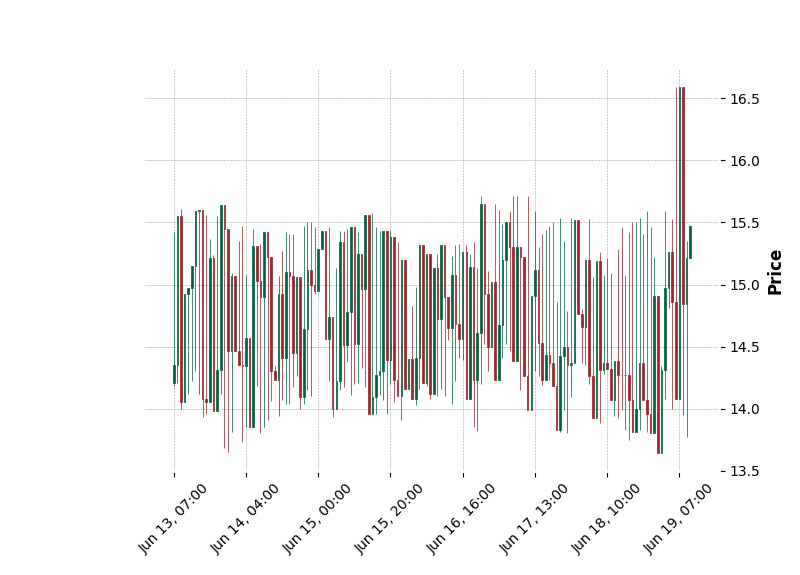 16.5
16.0
15.5
15.0
14.5
14.0
13.5
Price
Jun 13, 07:00
Jun 14, 04:00
Jun 15, 00:00
Jun 15, 20:00
Jun 16, 16:00
Jun 17, 13:00
Jun 18, 10:00
Jun 19, 07:00